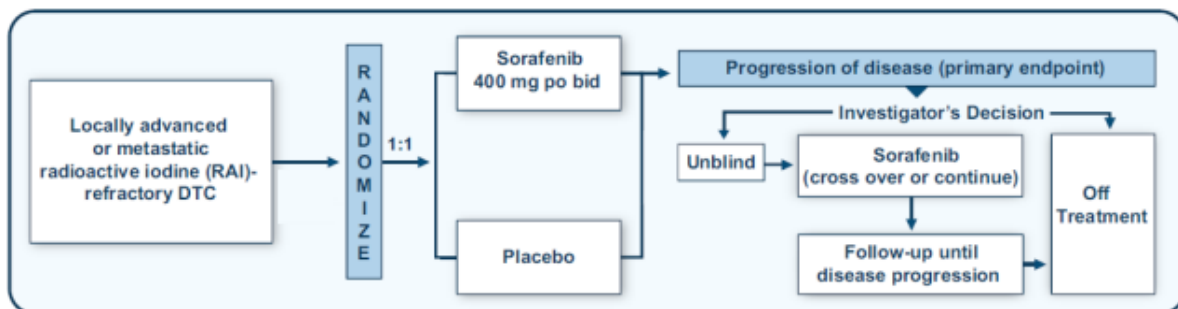 Locally advanced
or metastatic
radioactive iodine (RAI)-
refractory DTC
RANDOMIZE
1:1
Sorafenib
400 mg po bid
Placebo
Progression of disease (primary endpoint)
Investigator's Decision
Unblind
Sorafenib
(cross over or continue)
Follow-up until
disease progression
Off
Treatment